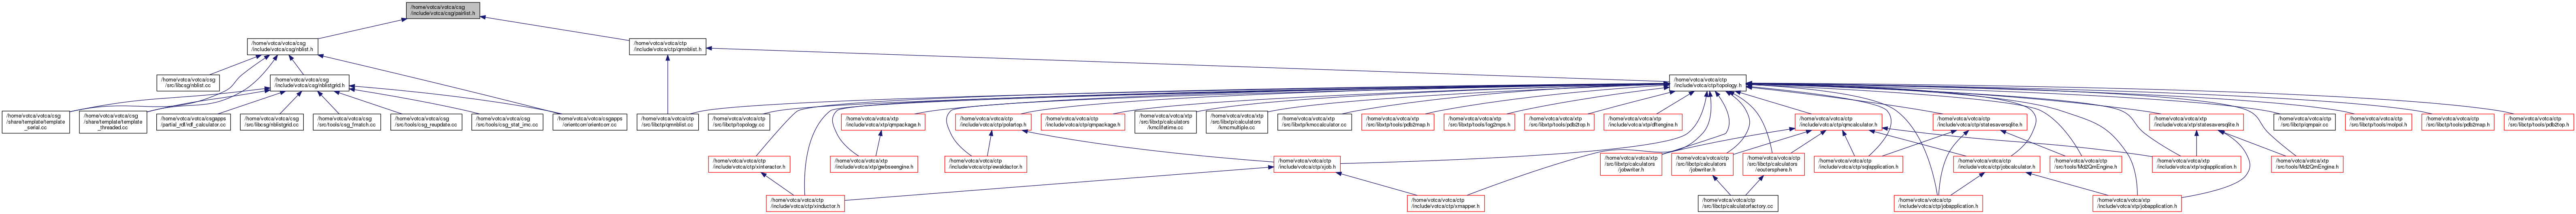 /home/votca/votca/csg
/include/votca/csg/pairlist.h
/home/votca/votca/csg
/include/votca/csg/nblist.h
/home/votca/votca/ctp
/include/votca/ctp/qmnblist.h
/home/votca/votca/csg
/src/libcsg/nblist.cc
/home/votca/votca/csg
/include/votca/csg/nblistgrid.h
/home/votca/votca/ctp
/include/votca/ctp/topology.h
/home/votca/votca/csg
/share/template/template
_serial.cc
/home/votca/votca/csg
/share/template/template
_threaded.cc
/home/votca/votca/csgapps
/partial_rdf/rdf_calculator.cc
/home/votca/votca/csg
/src/libcsg/nblistgrid.cc
/home/votca/votca/csg
/src/tools/csg_fmatch.cc
/home/votca/votca/csg
/src/tools/csg_reupdate.cc
/home/votca/votca/csg
/src/tools/csg_stat_imc.cc
/home/votca/votca/csgapps
/orientcorr/orientcorr.cc
/home/votca/votca/ctp
/src/libctp/qmnblist.cc
/home/votca/votca/ctp
/src/libctp/topology.cc
/home/votca/votca/xtp
/include/votca/xtp/qmpackage.h
/home/votca/votca/ctp
/include/votca/ctp/polartop.h
/home/votca/votca/ctp
/include/votca/ctp/qmpackage.h
/home/votca/votca/xtp
/src/libxtp/calculators
/kmclifetime.cc
/home/votca/votca/xtp
/src/libxtp/calculators
/kmcmultiple.cc
/home/votca/votca/xtp
/src/libxtp/kmccalculator.cc
/home/votca/votca/xtp
/src/libxtp/tools/pdb2map.h
/home/votca/votca/xtp
/src/libxtp/tools/log2mps.h
/home/votca/votca/xtp
/src/libxtp/tools/pdb2top.h
/home/votca/votca/xtp
/include/votca/xtp/dftengine.h
/home/votca/votca/ctp
/include/votca/ctp/qmcalculator.h
/home/votca/votca/ctp
/include/votca/ctp/statesaversqlite.h
/home/votca/votca/xtp
/include/votca/xtp/statesaversqlite.h
/home/votca/votca/ctp
/src/libctp/qmpair.cc
/home/votca/votca/ctp
/src/libctp/tools/molpol.h
/home/votca/votca/ctp
/src/libctp/tools/pdb2map.h
/home/votca/votca/ctp
/src/libctp/tools/pdb2top.h
/home/votca/votca/ctp
/include/votca/ctp/xinteractor.h
/home/votca/votca/xtp
/include/votca/xtp/gwbseengine.h
/home/votca/votca/ctp
/include/votca/ctp/ewaldactor.h
/home/votca/votca/ctp
/include/votca/ctp/xjob.h
/home/votca/votca/xtp
/src/libxtp/calculators
/jobwriter.h
/home/votca/votca/ctp
/src/libctp/calculators
/jobwriter.h
/home/votca/votca/ctp
/src/libctp/calculators
/eoutersphere.h
/home/votca/votca/ctp
/include/votca/ctp/sqlapplication.h
/home/votca/votca/ctp
/include/votca/ctp/jobcalculator.h
/home/votca/votca/ctp
/src/tools/Md2QmEngine.h
/home/votca/votca/xtp
/include/votca/xtp/sqlapplication.h
/home/votca/votca/xtp
/src/tools/Md2QmEngine.h
/home/votca/votca/ctp
/include/votca/ctp/xinductor.h
/home/votca/votca/ctp
/include/votca/ctp/xmapper.h
/home/votca/votca/ctp
/src/libctp/calculatorfactory.cc
/home/votca/votca/ctp
/include/votca/ctp/jobapplication.h
/home/votca/votca/xtp
/include/votca/xtp/jobapplication.h